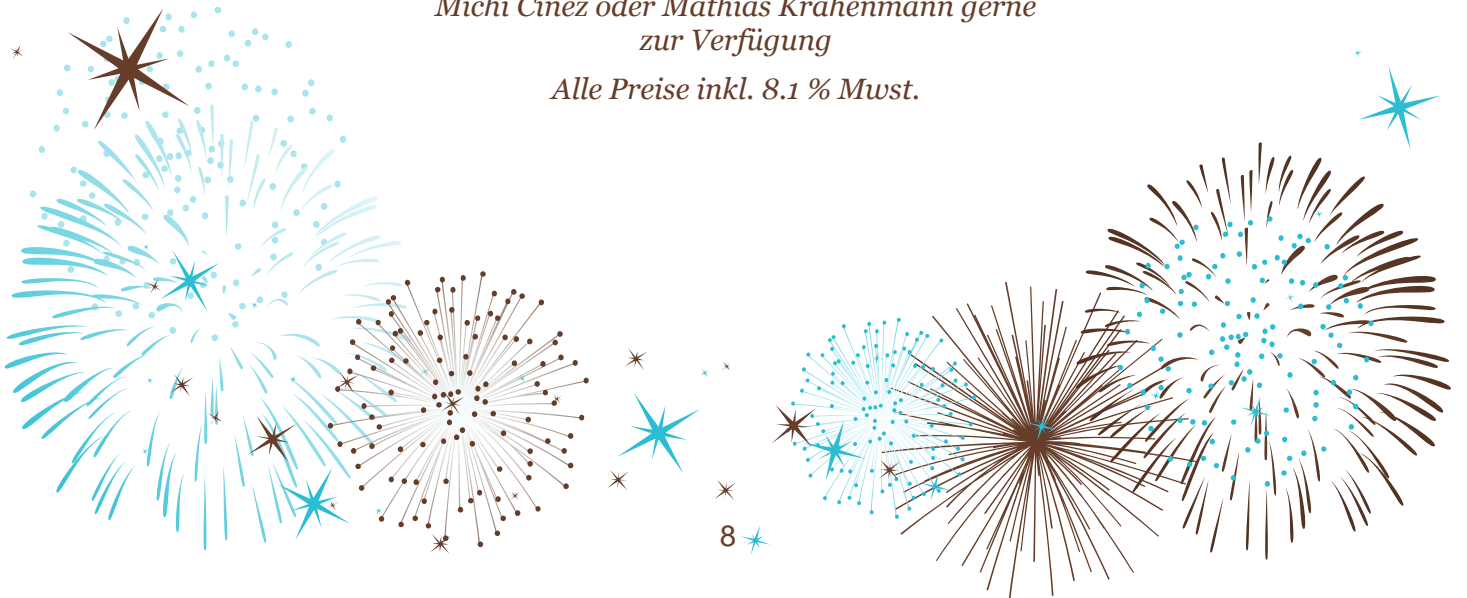 Michi Cinez oder Mathias Krähenmann gerne
zur Verfügung
Alle Preise inkl. 8.1 % Mwst.
8